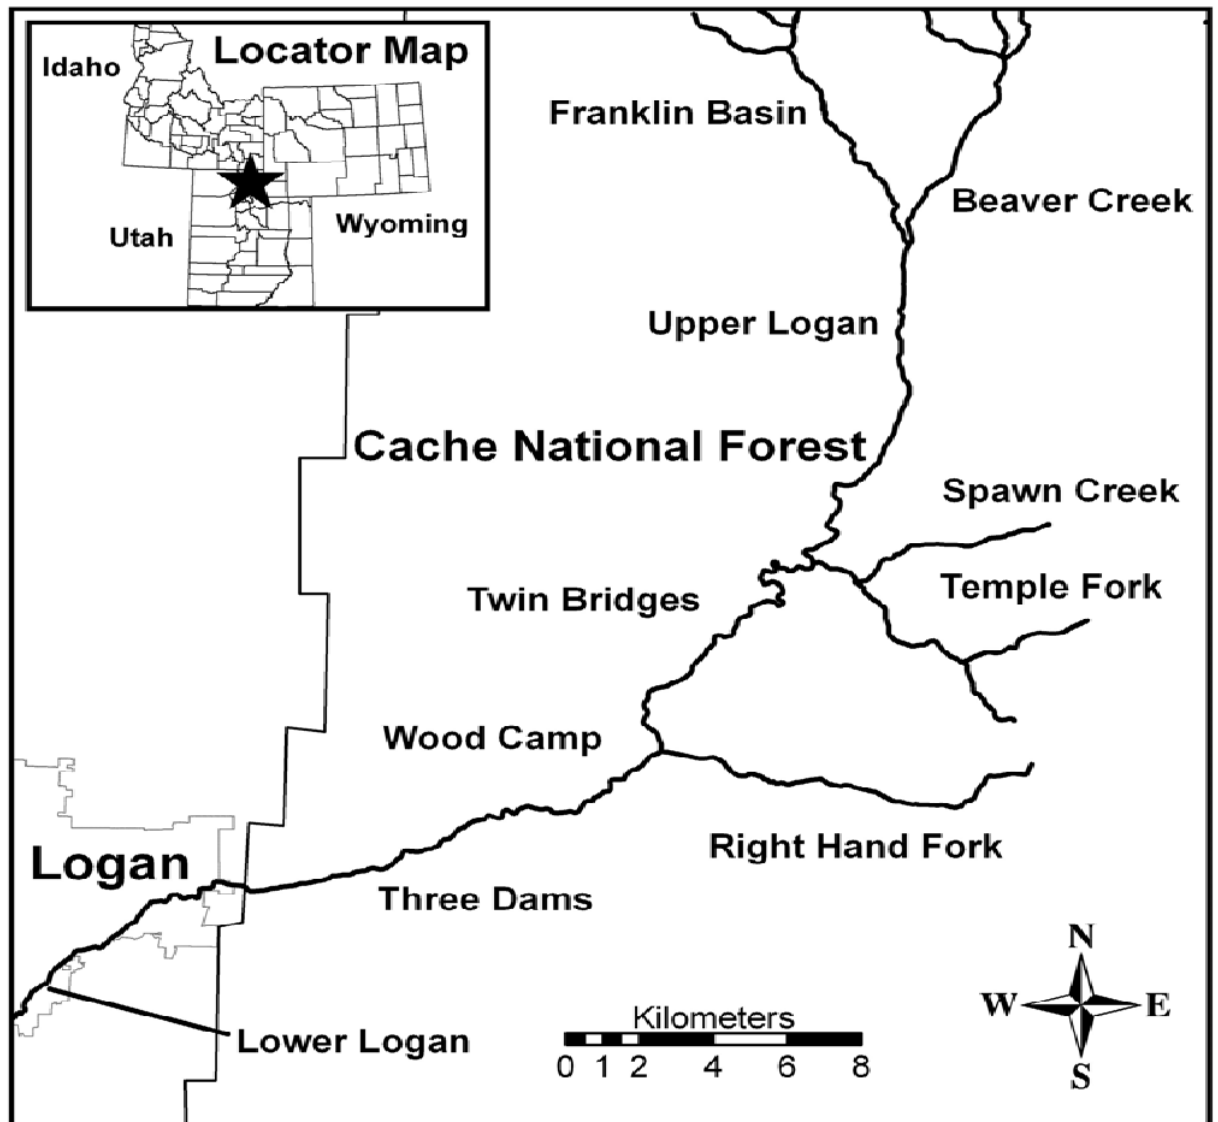 Locator Map
Idaho
Utah
Wyoming
Franklin Basin
Beaver Creek
Upper Logan
Cache National Forest
Spawn Creek
Temple Fork
Twin Bridges
Wood Camp
Right Hand Fork
Logan
Three Dams
Lower Logan
Kilometers
0 1 2 4 6 8
N
W E
S